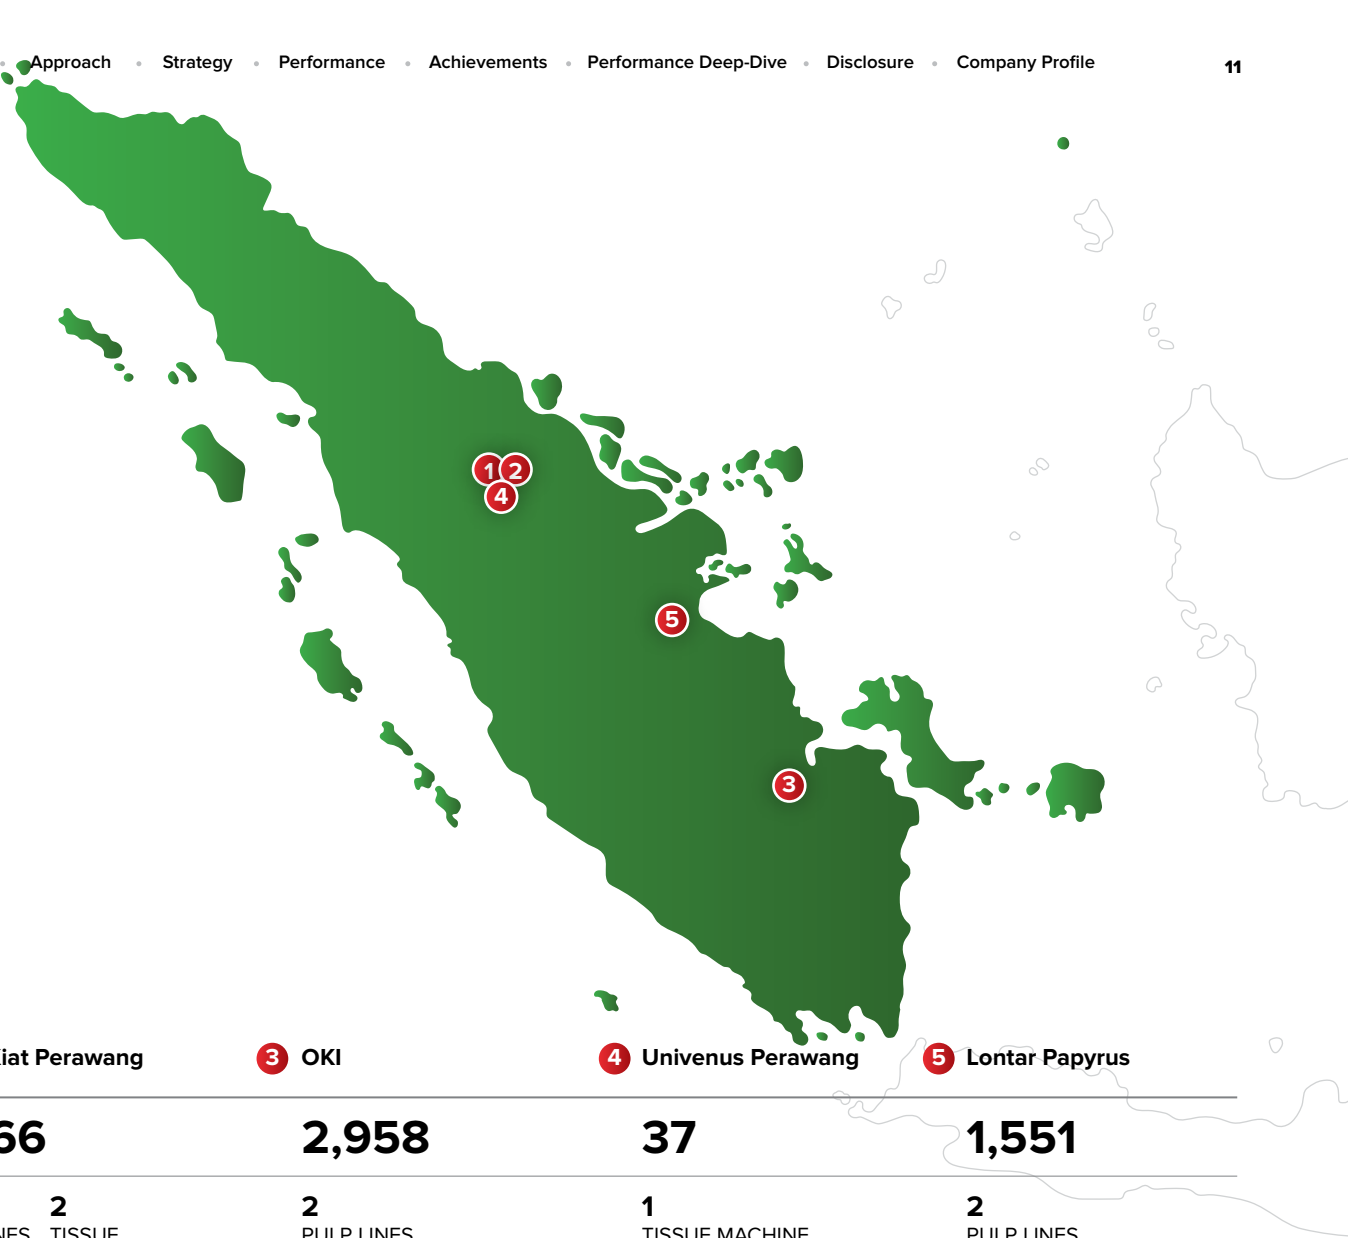 Approach • Strategy • Performance • Achievements • Performance Deep-Dive • Disclosure • Company Profile 11
1 2
4
5
3
Perawang 3 OKI 4 Univenus Perawang 5 Lontar Papyrus
66 2,958 37 1,551
2 2 1 2
TISSUE PULP LINES TISSUE MACHINE PULP LINES